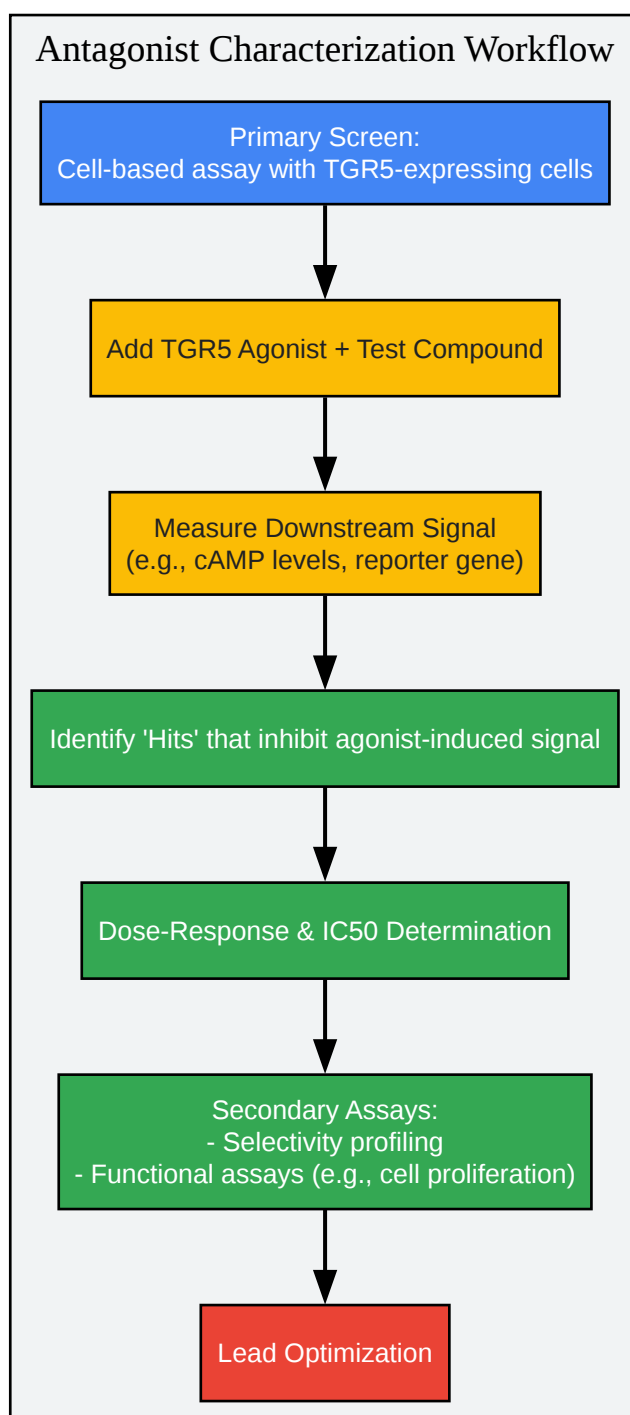 Antagonist Characterization Workflow
Primary Screen:
Cell-based assay with TGR5-expressing cells
Add TGR5 Agonist + Test Compound
Measure Downstream Signal
(e.g., cAMP levels, reporter gene)
Identify 'Hits' that inhibit agonist-induced signal
Dose-Response & IC50 Determination
Secondary Assays:
- Selectivity profiling
- Functional assays (e.g., cell proliferation)
Lead Optimization